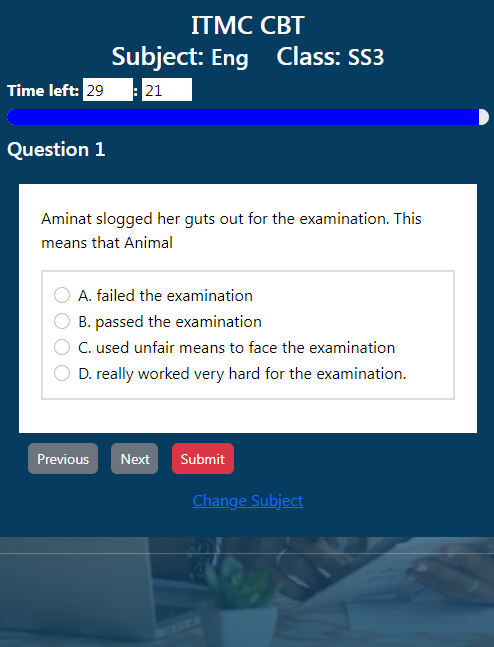 ITMC CBT
Subject: Eng Class: SS3
Time left: 29 : 21
Question 1
Aminat slogged her guts out for the examination. This
means that Animal
A. failed the examination
B. passed the examination
C. used unfair means to face the examination
D. really worked very hard for the examination.
Previous Next Submit
Change Subject